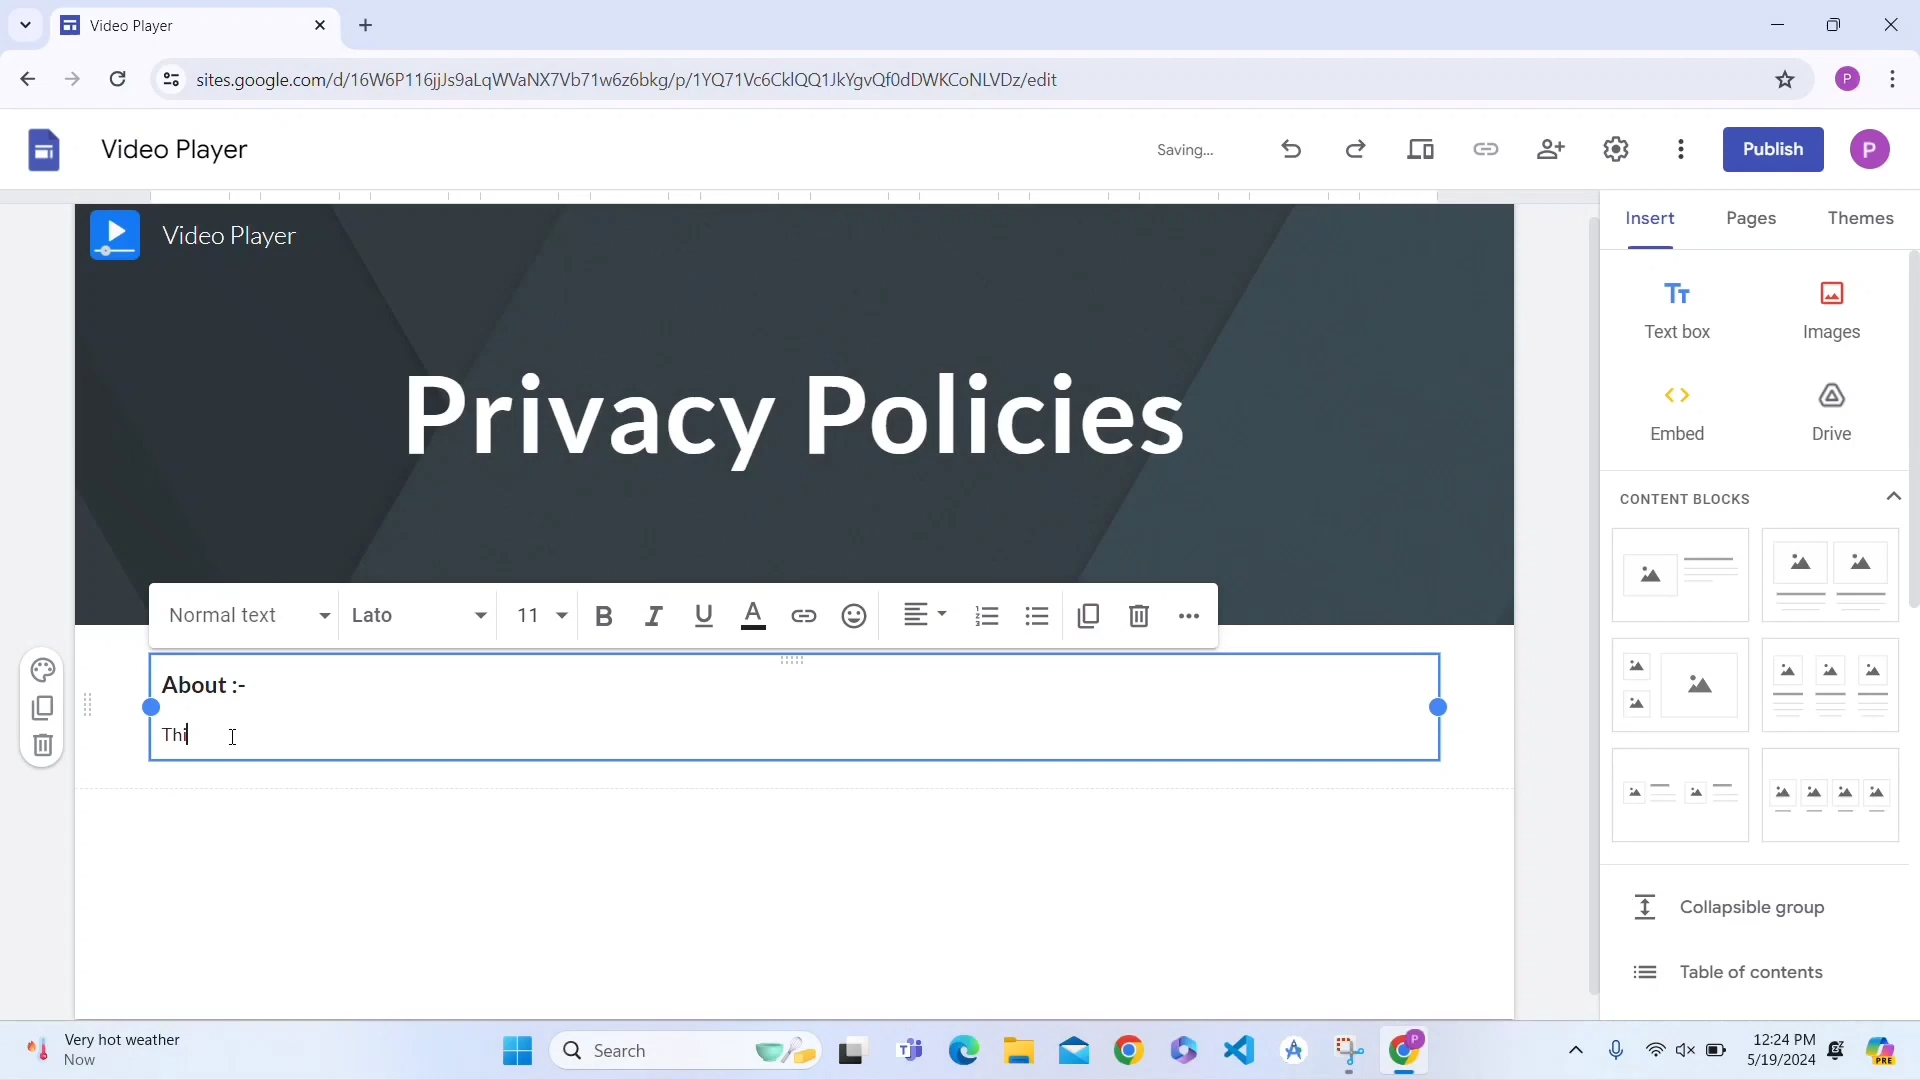 Video Player
sites.google.com/d/16W6P116jjJs9aLqWVaNX7Vb71w6z6bkg/p/1YQ71Vc6CklQQ1JkYgvQf0dDWKCoNLVDz/edit
P
Video Player
Saving...
Publish
P
Insert
Pages
Themes
Video Player
Privacy Policies
Text box
Images
Embed
Drive
CONTENT BLOCKS
Normal text
Lato
11
About :-
Thi
Collapsible group
Table of contents
Very hot weather
Now
Search
P
12:24 PM
5/19/2024
PRE